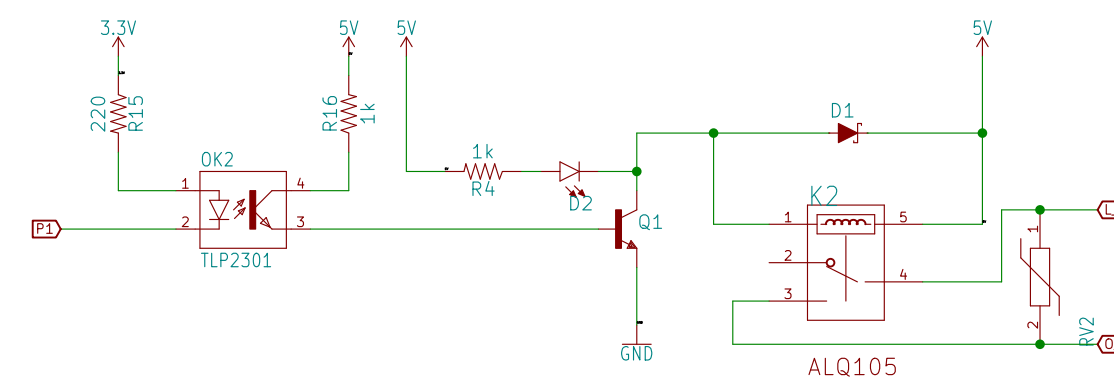 3.3V
5V
5V
5V
220
R15
R16
1k
D1
OK2
1k
R4
D2
K2
1
4
2
3
P1
TLP2301
Q1
1
5
2
4
3
L
1
2
RV2
O
GND
ALQ105